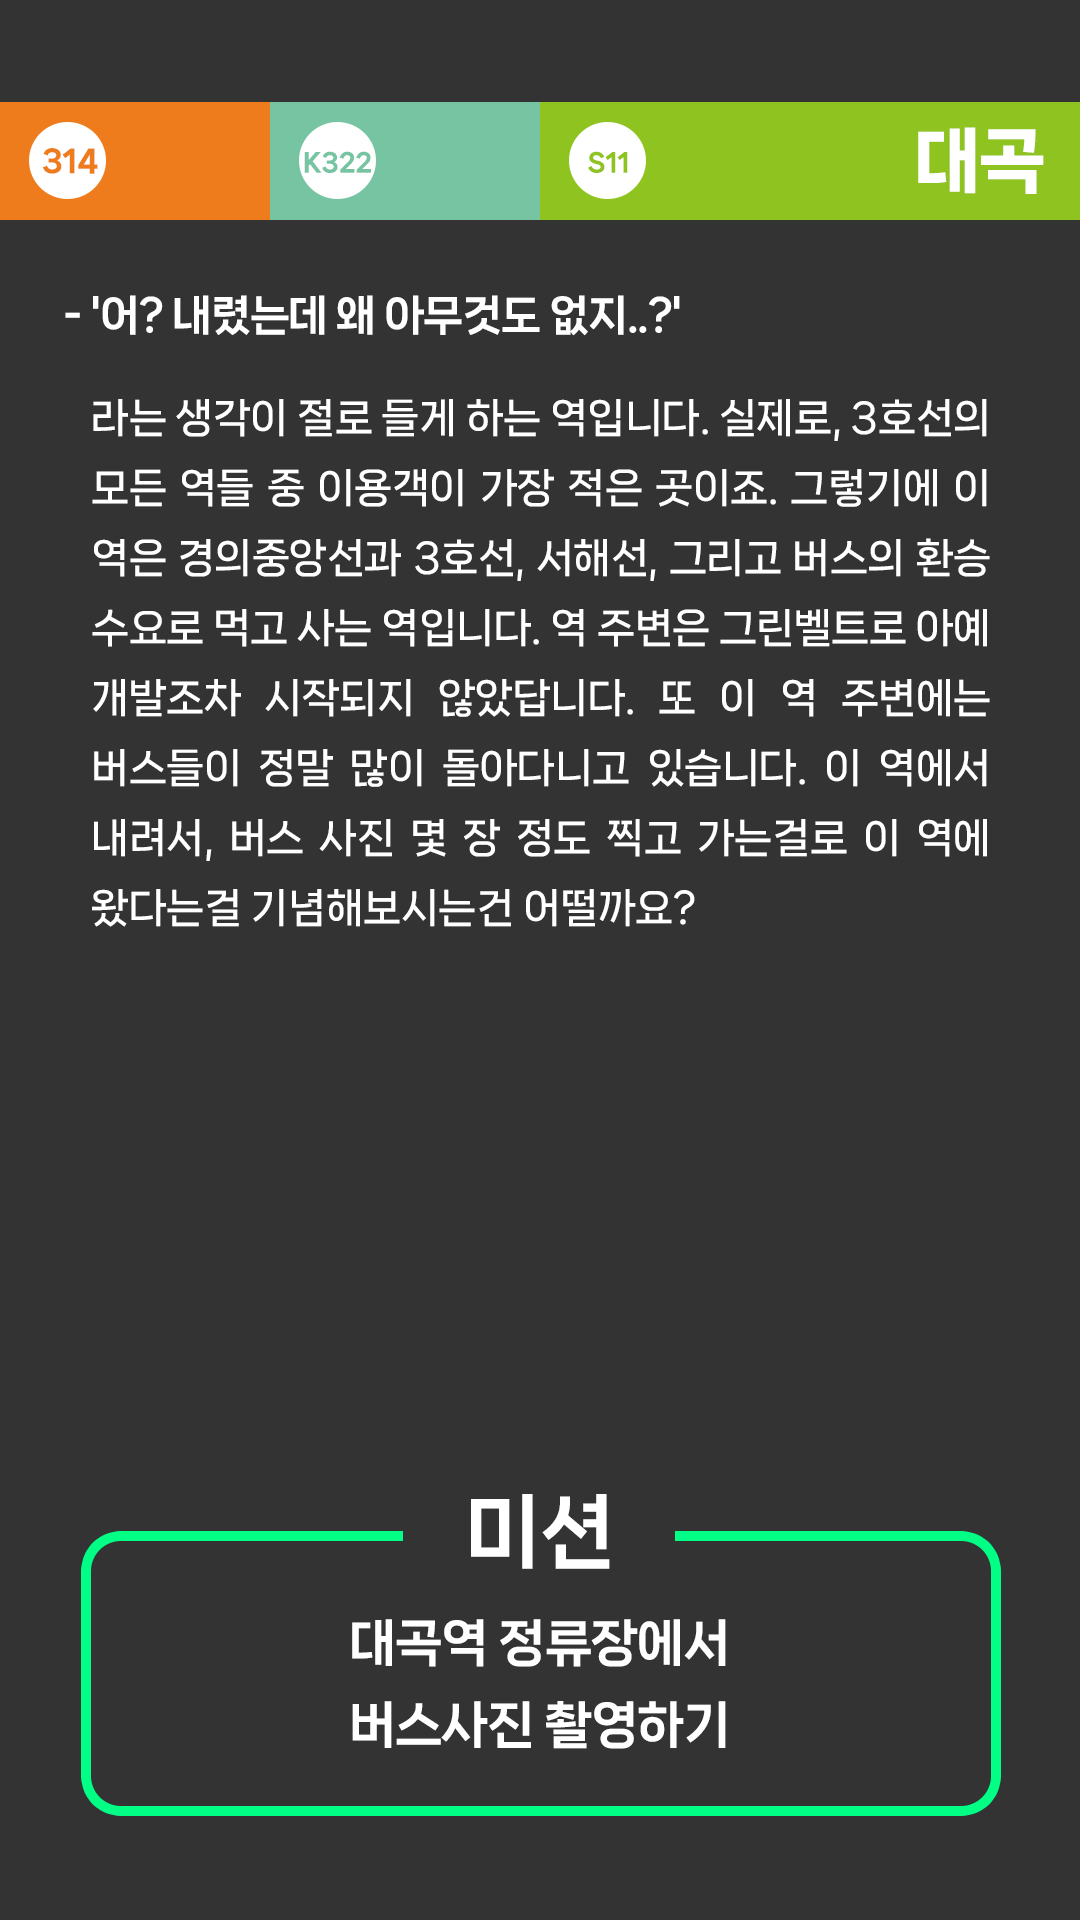 314
K322
S11
대곡
- '어? 내렸는데 왜 아무것도 없지..?'
라는 생각이 절로 들게 하는 역입니다. 실제로, 3호선의
모든 역들 중 이용객이 가장 적은 곳이죠. 그렇기에 이
역은 경의중앙선과 3호선, 서해선, 그리고 버스의 환승
수요로 먹고 사는 역입니다. 역 주변은 그린벨트로 아예
개발조차 시작되지 않았답니다. 또 이 역 주변에는
버스들이 정말 많이 돌아다니고 있습니다. 이 역에서
내려서, 버스 사진 몇 장 정도 찍고 가는걸로 이 역에
왔다는걸 기념해보시는건 어떨까요?
미션
대곡역 정류장에서
버스사진 촬영하기